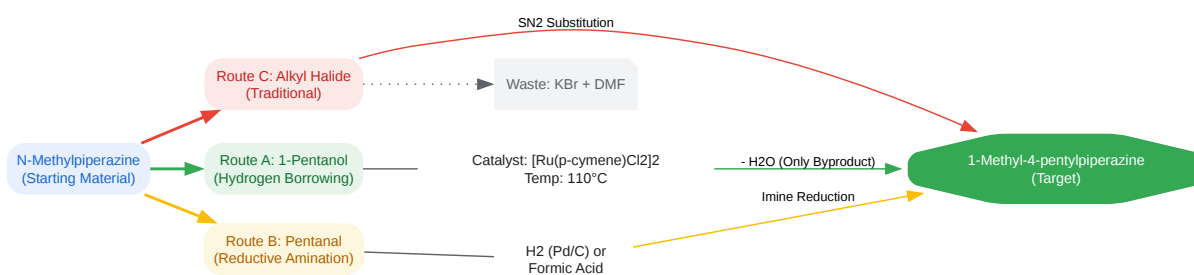 SN2 Substitution
Route C: Alkyl Halide
(Traditional)
Waste: KBr + DMF
N-Methylpiperazine
(Starting Material)
Route A: 1-Pentanol
(Hydrogen Borrowing)
Catalyst: [Ru(p-cymene)Cl2]2
Temp: 110°C
- H2O (Only Byproduct)
1-Methyl-4-pentylpiperazine
(Target)
Imine Reduction
Route B: Pentanal
(Reductive Amination)
H2 (Pd/C) or
Formic Acid